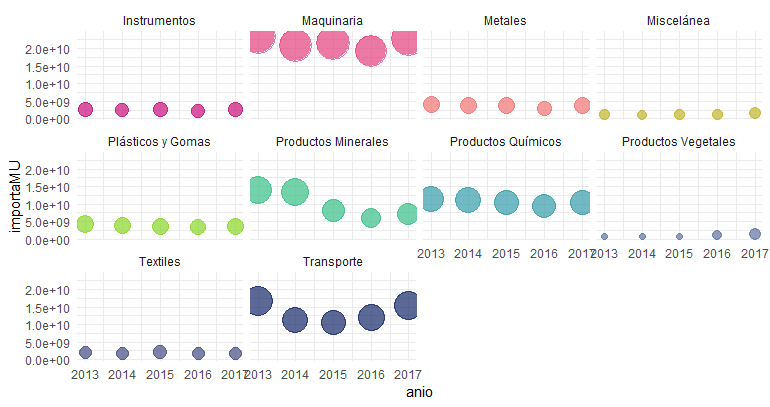 Instrumentos Maquinaria Metales Miscelánea
2.0e+10
1.5e+10
1.0e+10
5.0e+09
0.0e+00
Plásticos y Gomas Productos Minerales Productos Químicos Productos Vegetales
importaM.U
2.0e+10
1.5e+10
1.0e+10
5.0e+09
0.0e+00
2013 2014 2015 2016 2017 2013 2014 2015 2016 2017
Textiles Transporte
2.0e+10
1.5e+10
1.0e+10
5.0e+09
0.0e+00
2013 2014 2015 2016 2017 2013 2014 2015 2016 2017
anio